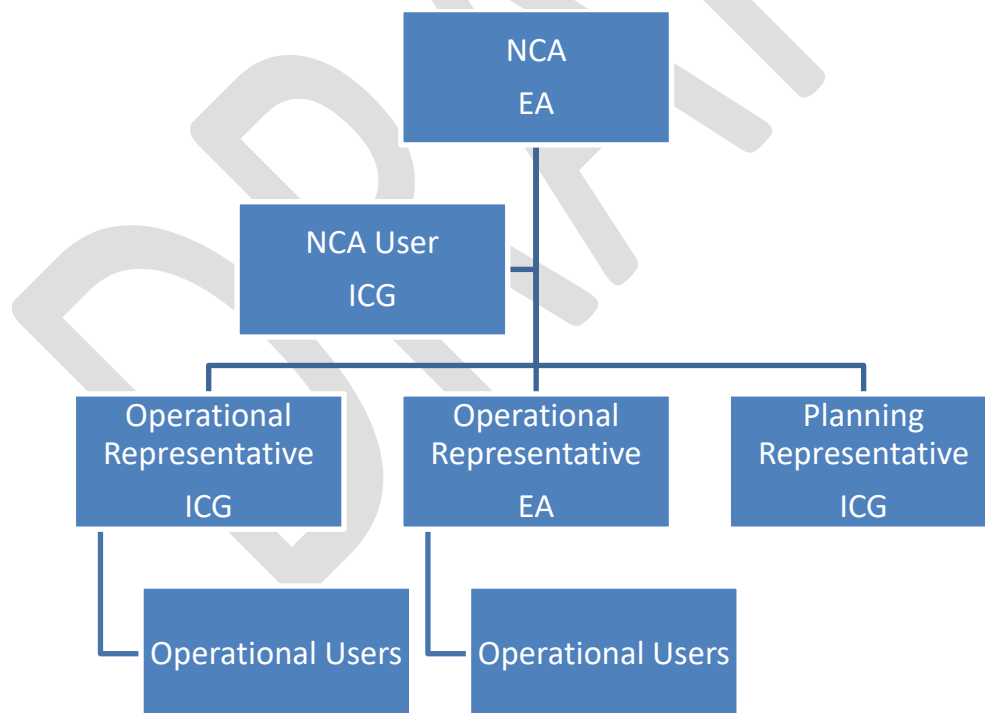 NCA
EA
NCA User
ICG
Operational
Representative
ICG
Operational
Representative
EA
Planning
Representative
ICG
Operational Users
Operational Users